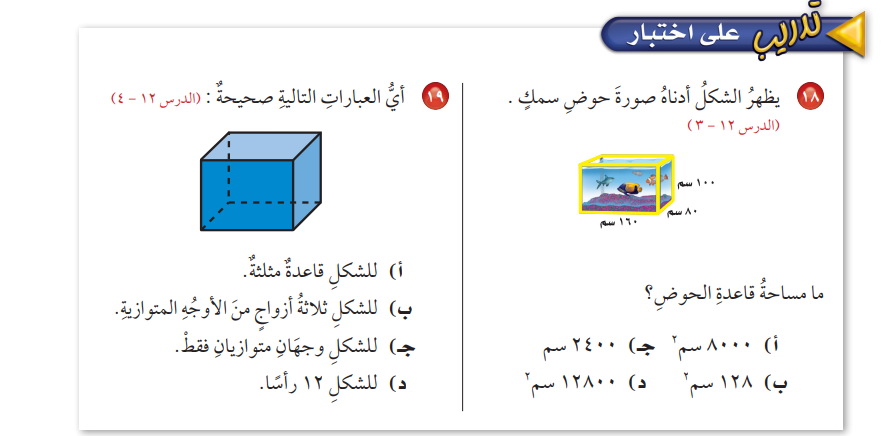 تدريب على اختبار
١٨ يظهرُ الشكلُ أدناهُ صورةَ حوضِ سمكٍ .
(الدرس ١٢ – ٣)
١٠٠ سم
٨٠ سم
١٦٠ سم
ما مساحةُ قاعدةِ الحوضِ؟
أ) ٨٠٠٠ سم٢ جـ) ٢٤٠٠ سم
ب) ١٢٨ سم٢ د) ١٢٨٠٠ سم٢
١٩ أيُّ العباراتِ التاليةِ صحيحةٌ : (الدرس ١٢ – ٤)
أ) للشكلِ قاعدةٌ مثلثةٌ.
ب) للشكلِ ثلاثةُ أزواجٍ منَ الأوجُهِ المتوازيةِ.
جـ) للشكلِ وجهَانِ متوازيانِ فقطْ.
د) للشكلِ ١٢ رأسًا.